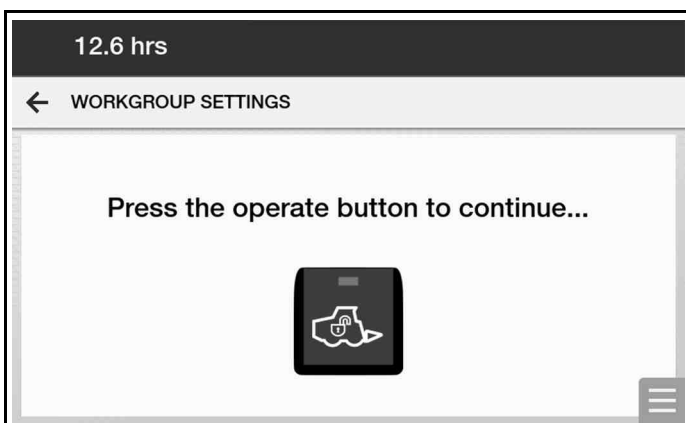 12.6 hrs
WORKGROUP SETTINGS
Press the operate button to continue...